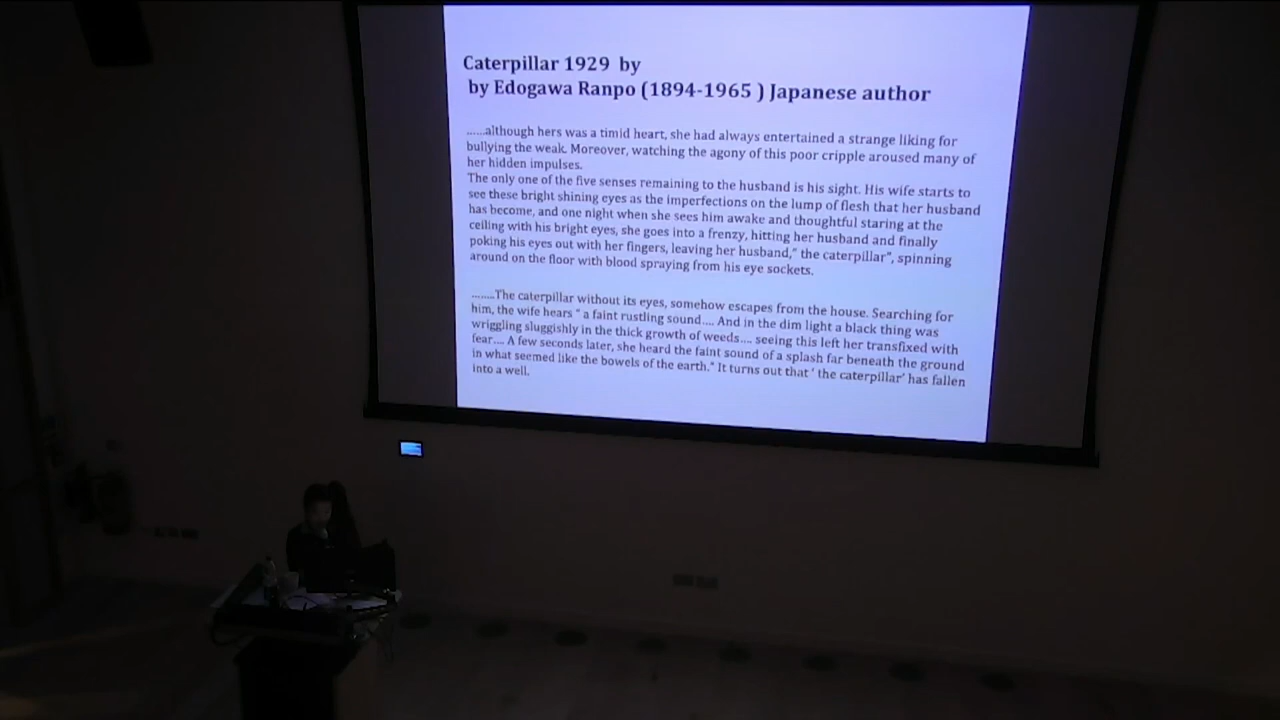 Caterpillar 1929 by
by Edogawa Ranpo (1894-1965 ) Japanese author
......although hers was a timid heart, she had always entertained a strange liking for
bullying the weak. Moreover, watching the agony of this poor cripple aroused many of
her hidden impulses.
The only one of the five senses remaining to the husband is his sight. His wife starts to
see these bright shining eyes as the imperfections on the lump of flesh that her husband
has become, and one night when she sees him awake and thoughtful staring at the
ceiling with his bright eyes, she goes into a frenzy, hitting her husband and finally
poking his eyes out with her fingers, leaving her husband," the caterpillar", spinning
around on the floor with blood spraying from his eye sockets.
........The caterpillar without its eyes, somehow escapes from the house. Searching for
him, the wife hears " a faint rustling sound.... And in the dim light a black thing was
wriggling sluggishly in the thick growth of weeds.... seeing this left her transfixed with
fear.... A few seconds later, she heard the faint sound of a splash far beneath the ground
in what seemed like the bowels of the earth." It turns out that ' the caterpillar' has fallen
into a well.